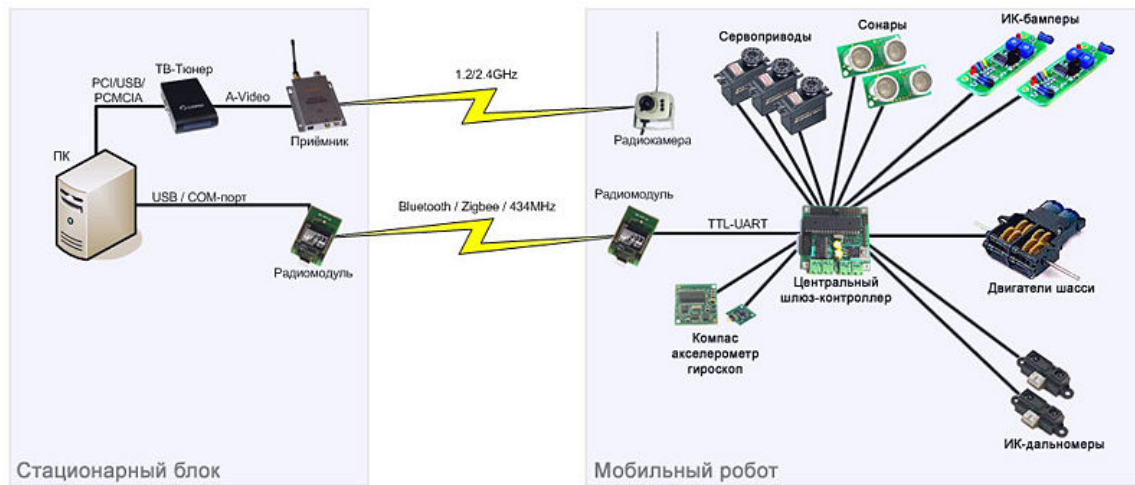 ТВ-Тюнер
PCI/USB/
PCMCIA
A-Video
Приёмник
ПК
USB / COM-порт
Радиомодуль
Стационарный блок
1.2/2.4GHz
Bluetooth / Zigbee / 434MHz
Сервоприводы
Сонары
ИК-бамперы
Радиокамера
Радиомодуль
TTL-UART
Центральный
шлюз-контроллер
Двигатели шасси
Компас
акселерометр
гироскоп
ИК-дальномеры
Мобильный робот